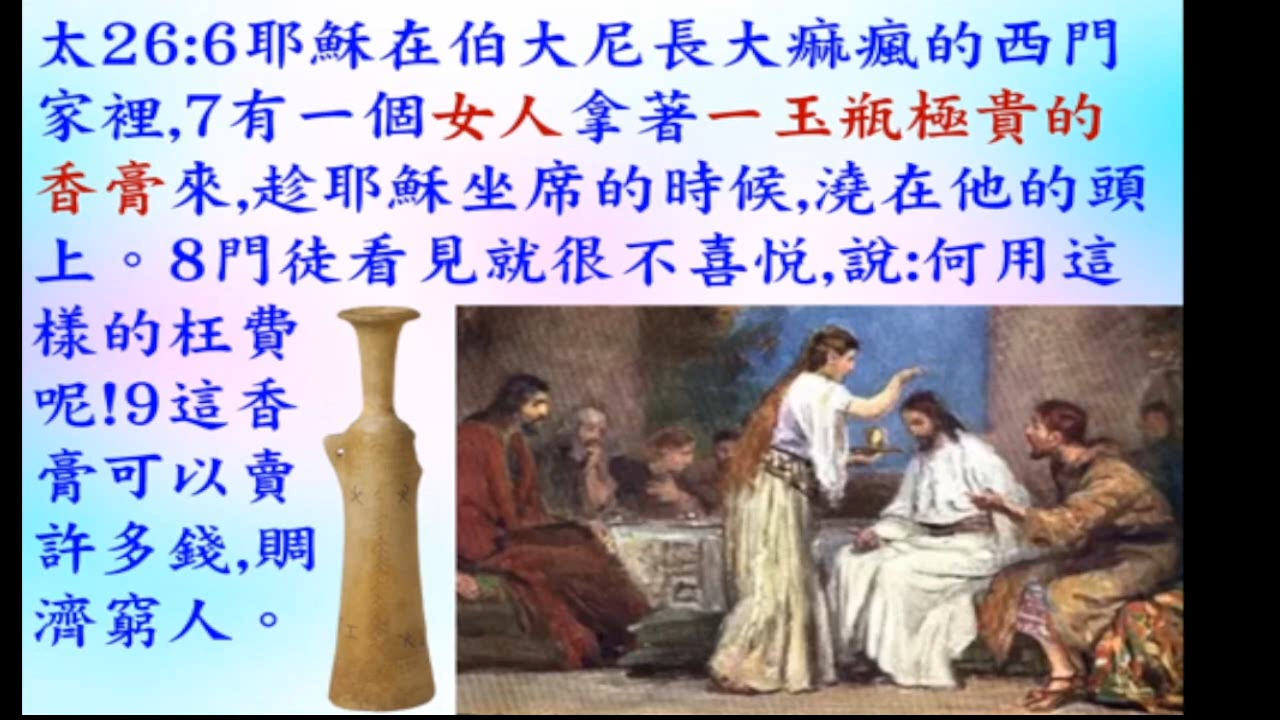 太26:6耶穌在伯大尼長大痲瘋的西門
家裡,7有一個女人拿著一玉瓶極貴的
香膏來,趁耶穌坐席的時候,澆在他的頭
上。8門徒看見就很不喜悅,說:何用這
樣的枉費
呢!9這香
膏可以賣
許多錢,賙
濟窮人。